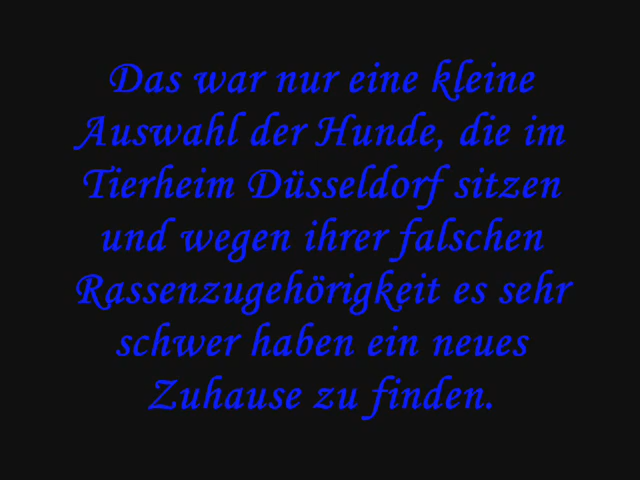 Das war nur eine kleine
Auswahl der Hunde, die im
Tierheim Düsseldorf sitzen
und wegen ihrer falschen
Rassenzugehörigkeit es sehr
schwer haben ein neues
Zuhause zu finden.